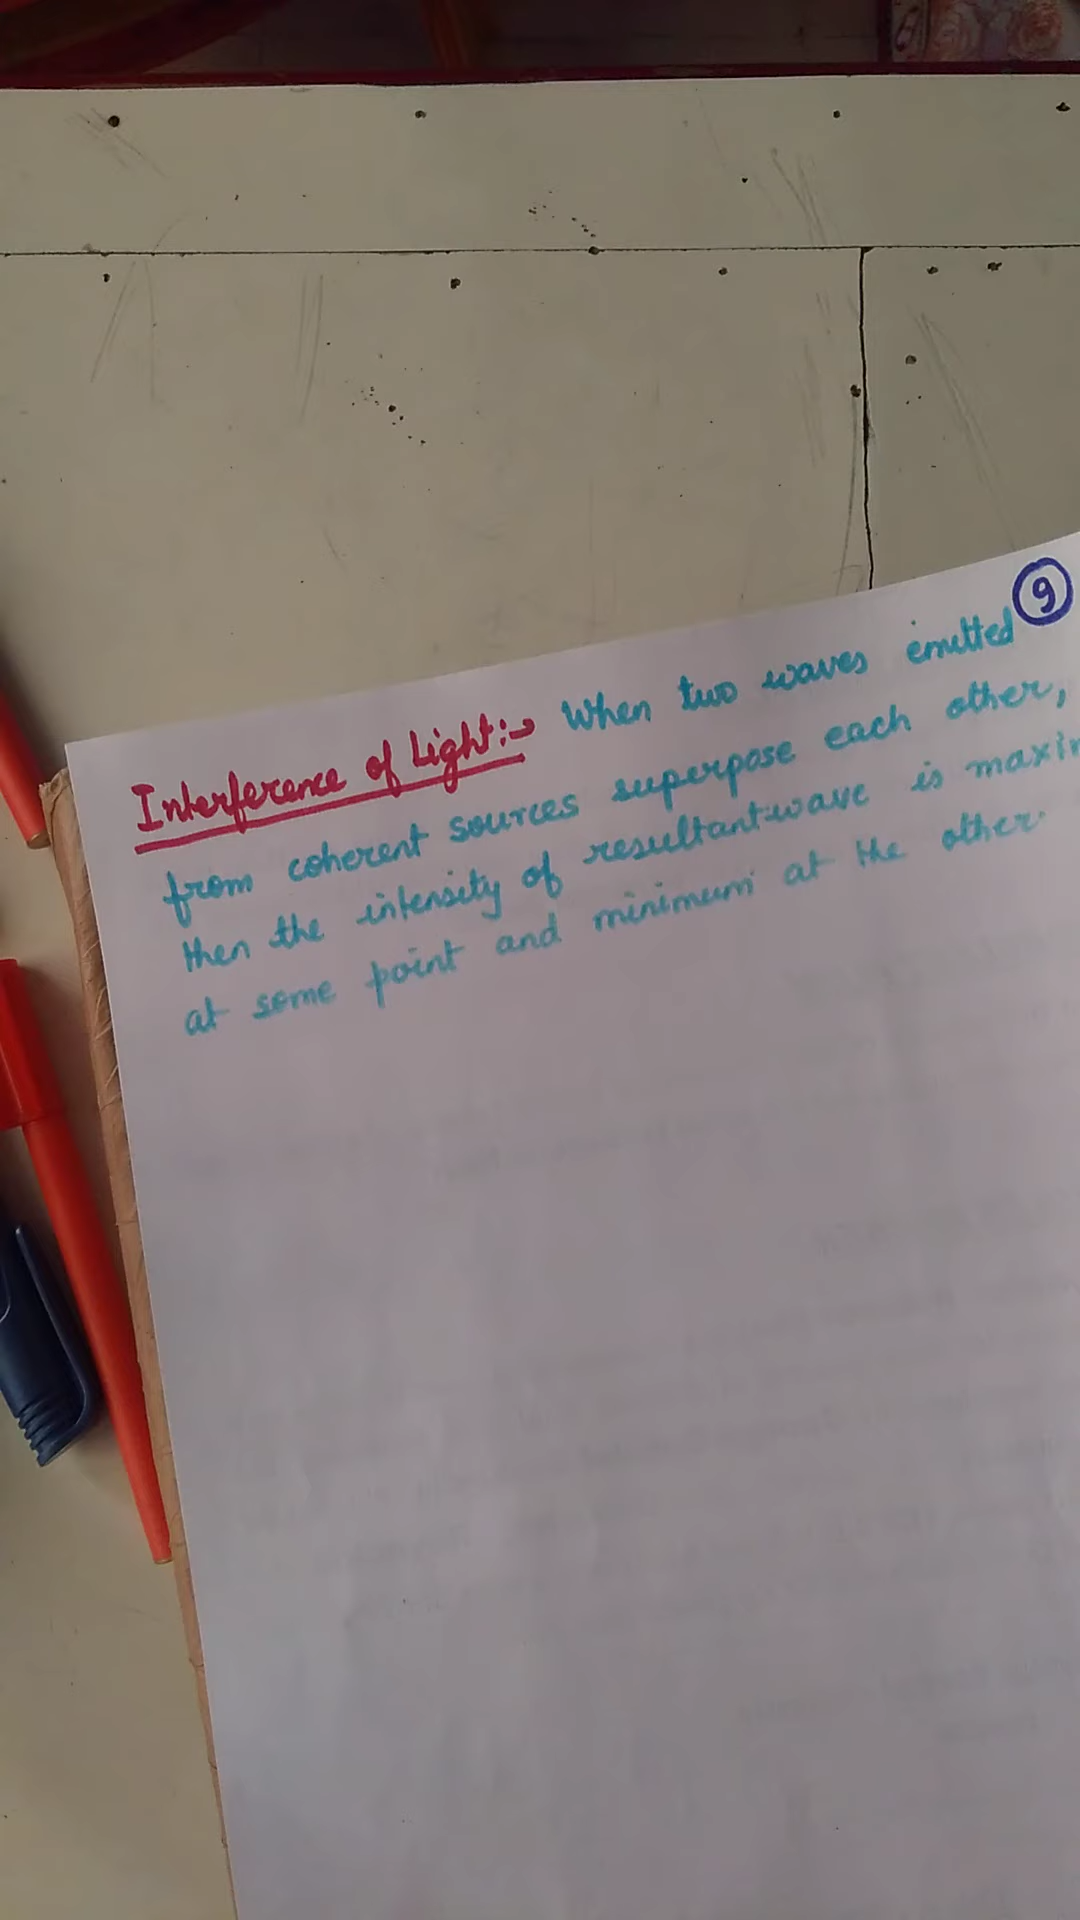 9
Interference of Light:→ When two waves emitted
from coherent sources superpose each other,
then the intensity of resultant wave is maxim
at some point and minimum at the other.